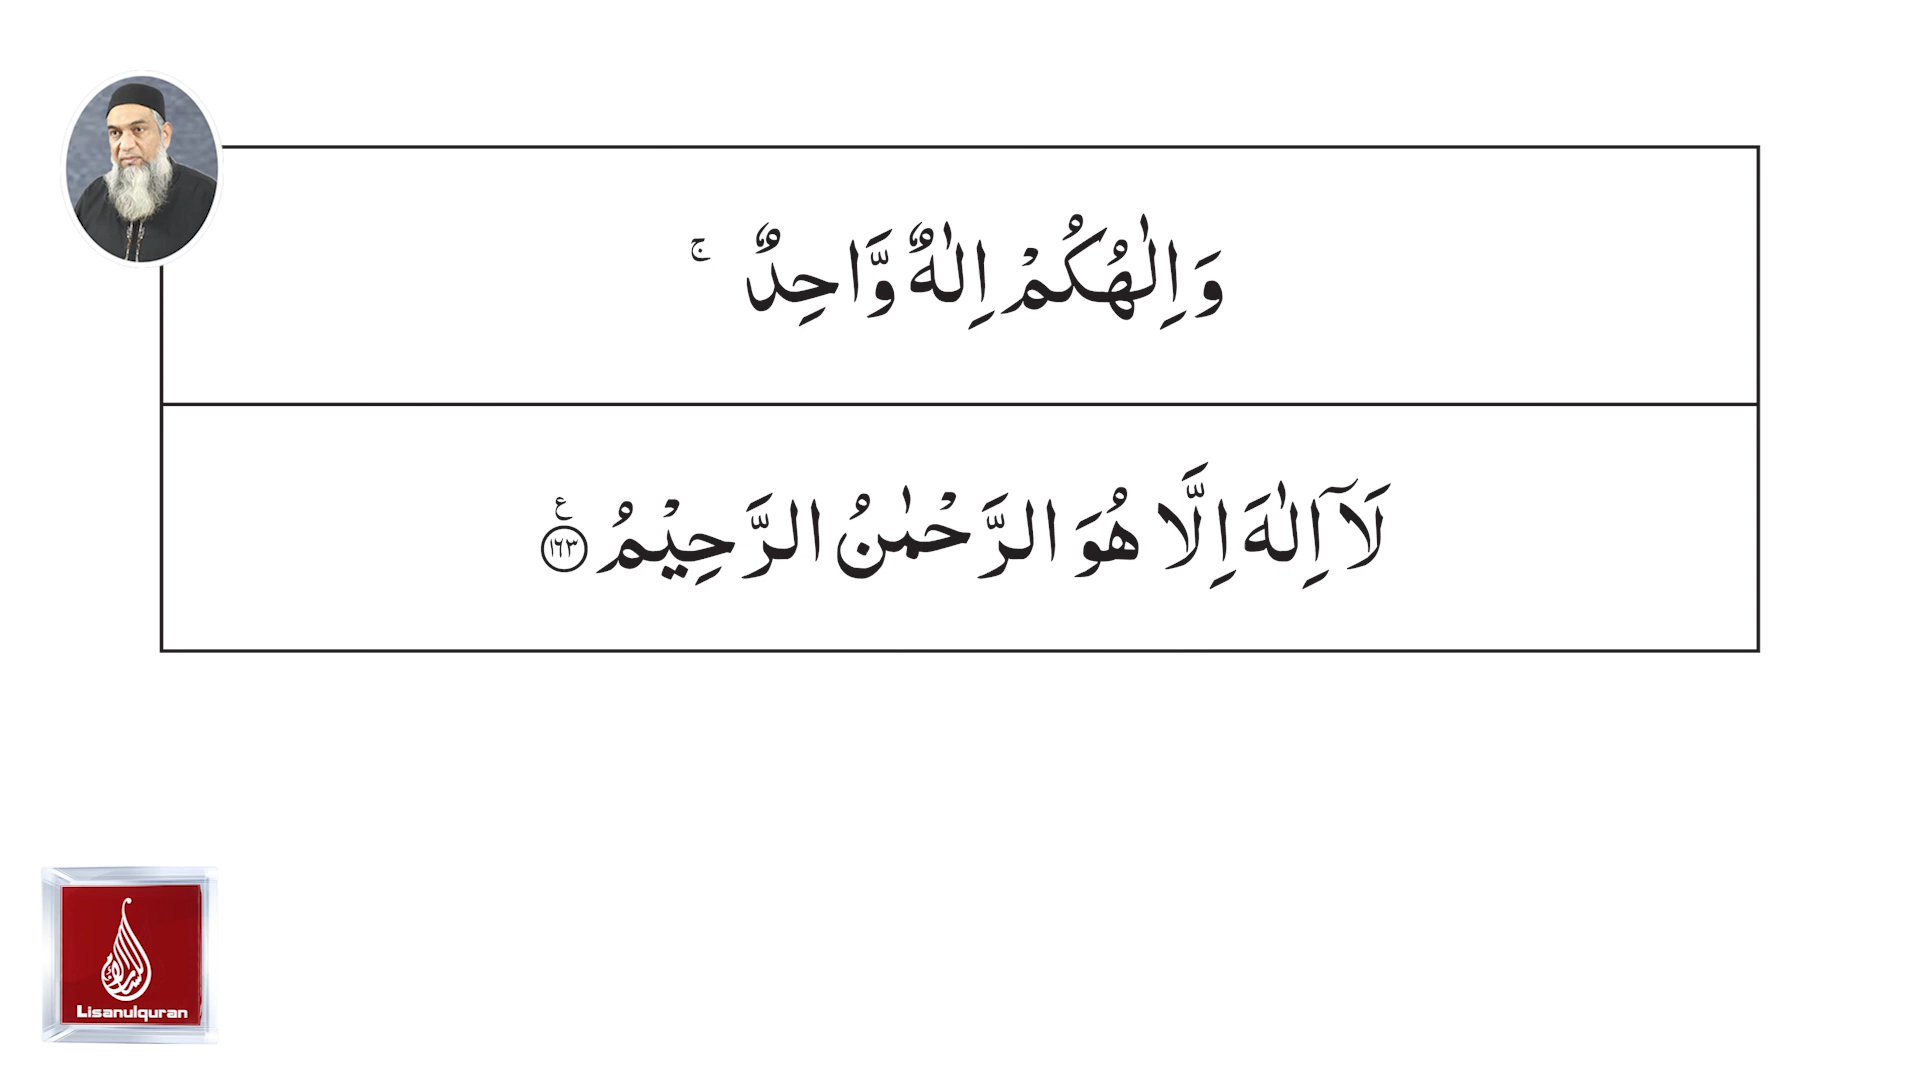 وَاِلٰهُكُمْ اِلٰهٌ وَّاحِدٌ ۚ
لَآ اِلٰهَ اِلَّا هُوَ الرَّحْمٰنُ الرَّحِيْمُ ۧ ﴿١٦٣﴾
Lisanulquran